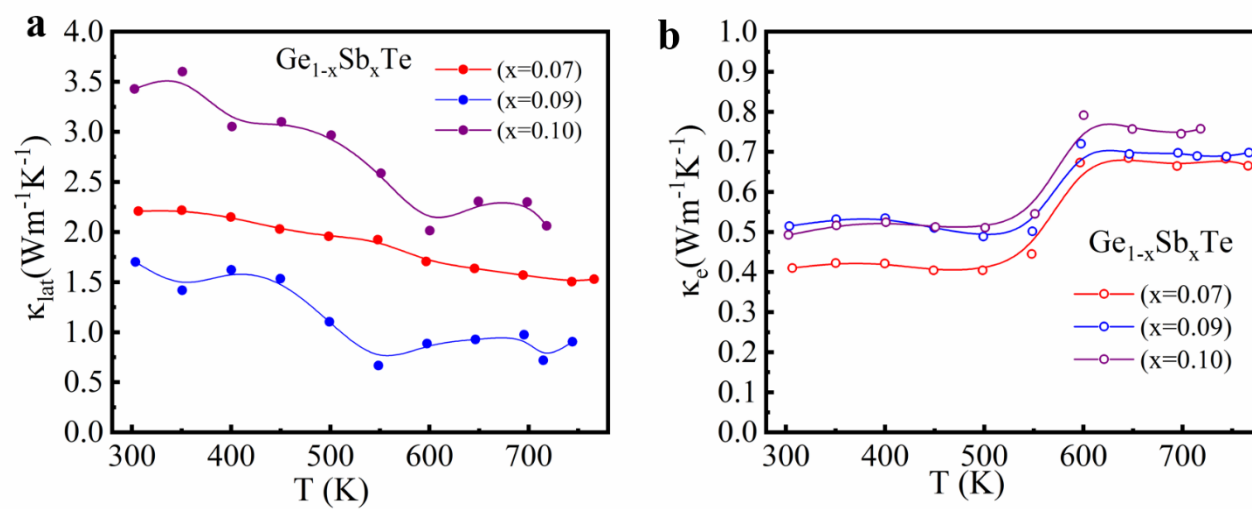 a
4.0
3.5
3.0
2.5
2.0
1.5
1.0
0.5
0.0
κlat(Wm⁻¹K⁻¹)
Ge₁₋ₓSbₓTe
(x=0.07)
(x=0.09)
(x=0.10)
300 400 500 600 700
T (K)
b
1.0
0.9
0.8
0.7
0.6
0.5
0.4
0.3
0.2
0.1
0.0
κe(Wm⁻¹K⁻¹)
Ge₁₋ₓSbₓTe
(x=0.07)
(x=0.09)
(x=0.10)
300 400 500 600 700
T (K)